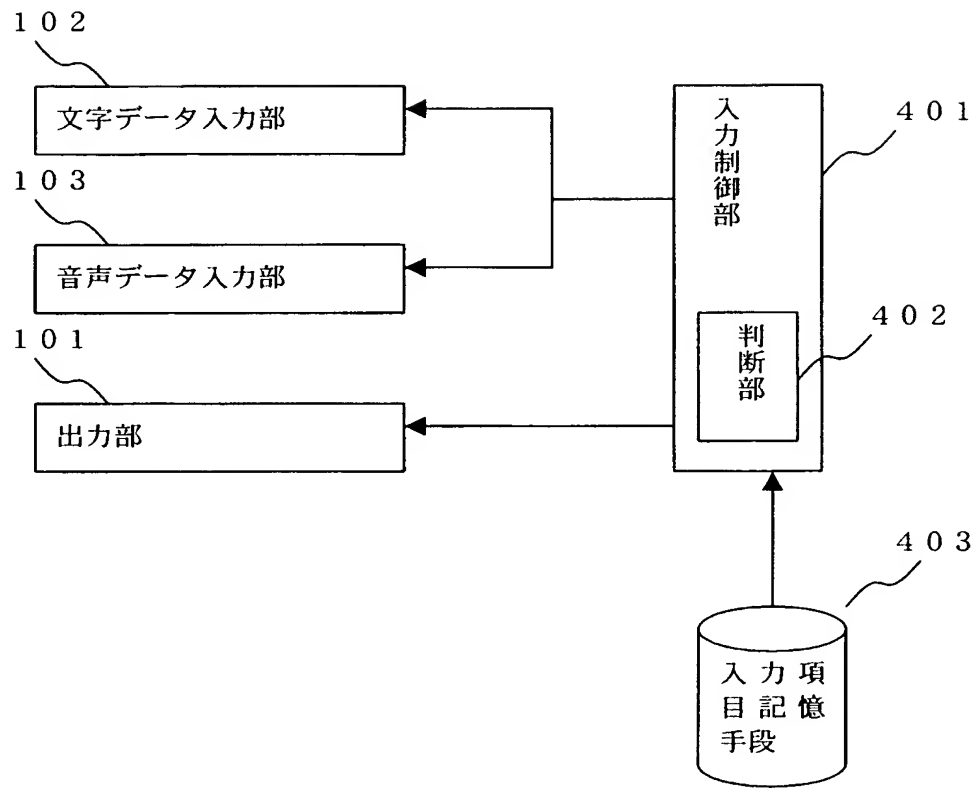 １０２
文字データ入力部
１０３
音声データ入力部
１０１
出力部
入力制御部
４０１
判断部
４０２
４０３
入力項
目記憶
手段